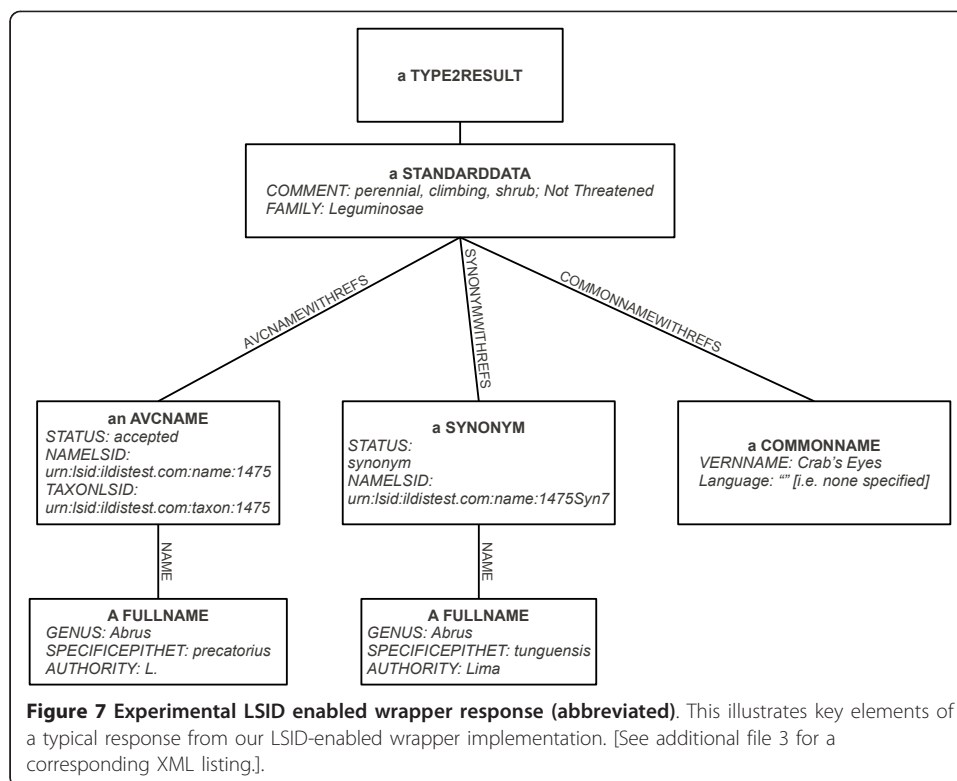 a TYPE2RESULT
a STANDARDDATA
COMMENT: perennial, climbing, shrub; Not Threatened
FAMILY: Leguminosae
AVCNAMEWITHREFS
SYNONYMWITHREFS
COMMONNAMEWITHREFS
an AVCNAME
STATUS: accepted
NAMELSID:
urn:lsid:ildistest.com:name:1475
TAXONLSID:
urn:lsid:ildistest.com:taxon:1475
a SYNONYM
STATUS:
synonym
NAMELSID:
urn:lsid:ildistest.com:name:1475Syn7
a COMMONNAME
VERNNAME: Crab's Eyes
Language: “” [i.e. none specified]
NAME
NAME
A FULLNAME
GENUS: Abrus
SPECIFICEPITHET: precatorius
AUTHORITY: L.
A FULLNAME
GENUS: Abrus
SPECIFICEPITHET: tunguensis
AUTHORITY: Lima
Figure 7 Experimental LSID enabled wrapper response (abbreviated). This illustrates key elements of
a typical response from our LSID-enabled wrapper implementation. [See additional file 3 for a
corresponding XML listing.].